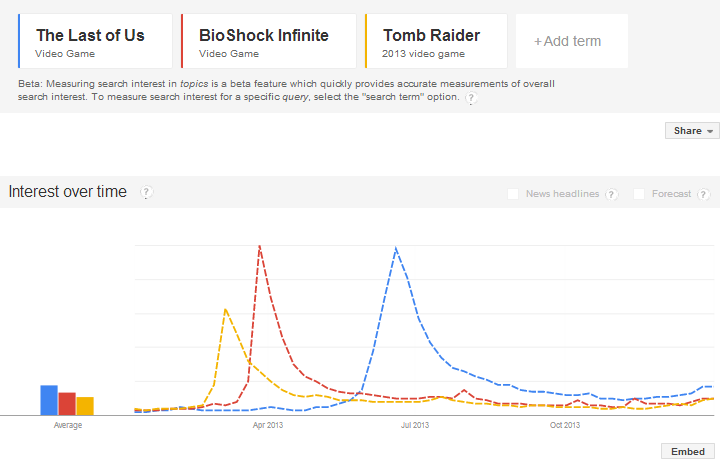 The Last of Us
Video Game
BioShock Infinite
Video Game
Tomb Raider
2013 video game
+Add term
Beta: Measuring search interest in topics is a beta feature which quickly provides accurate measurements of overall
search interest. To measure search interest for a specific query, select the "search term" option. ?
Share
Interest over time ?
News headlines ?
Forecast ?
Average
Apr 2013
Jul 2013
Oct 2013
Embed